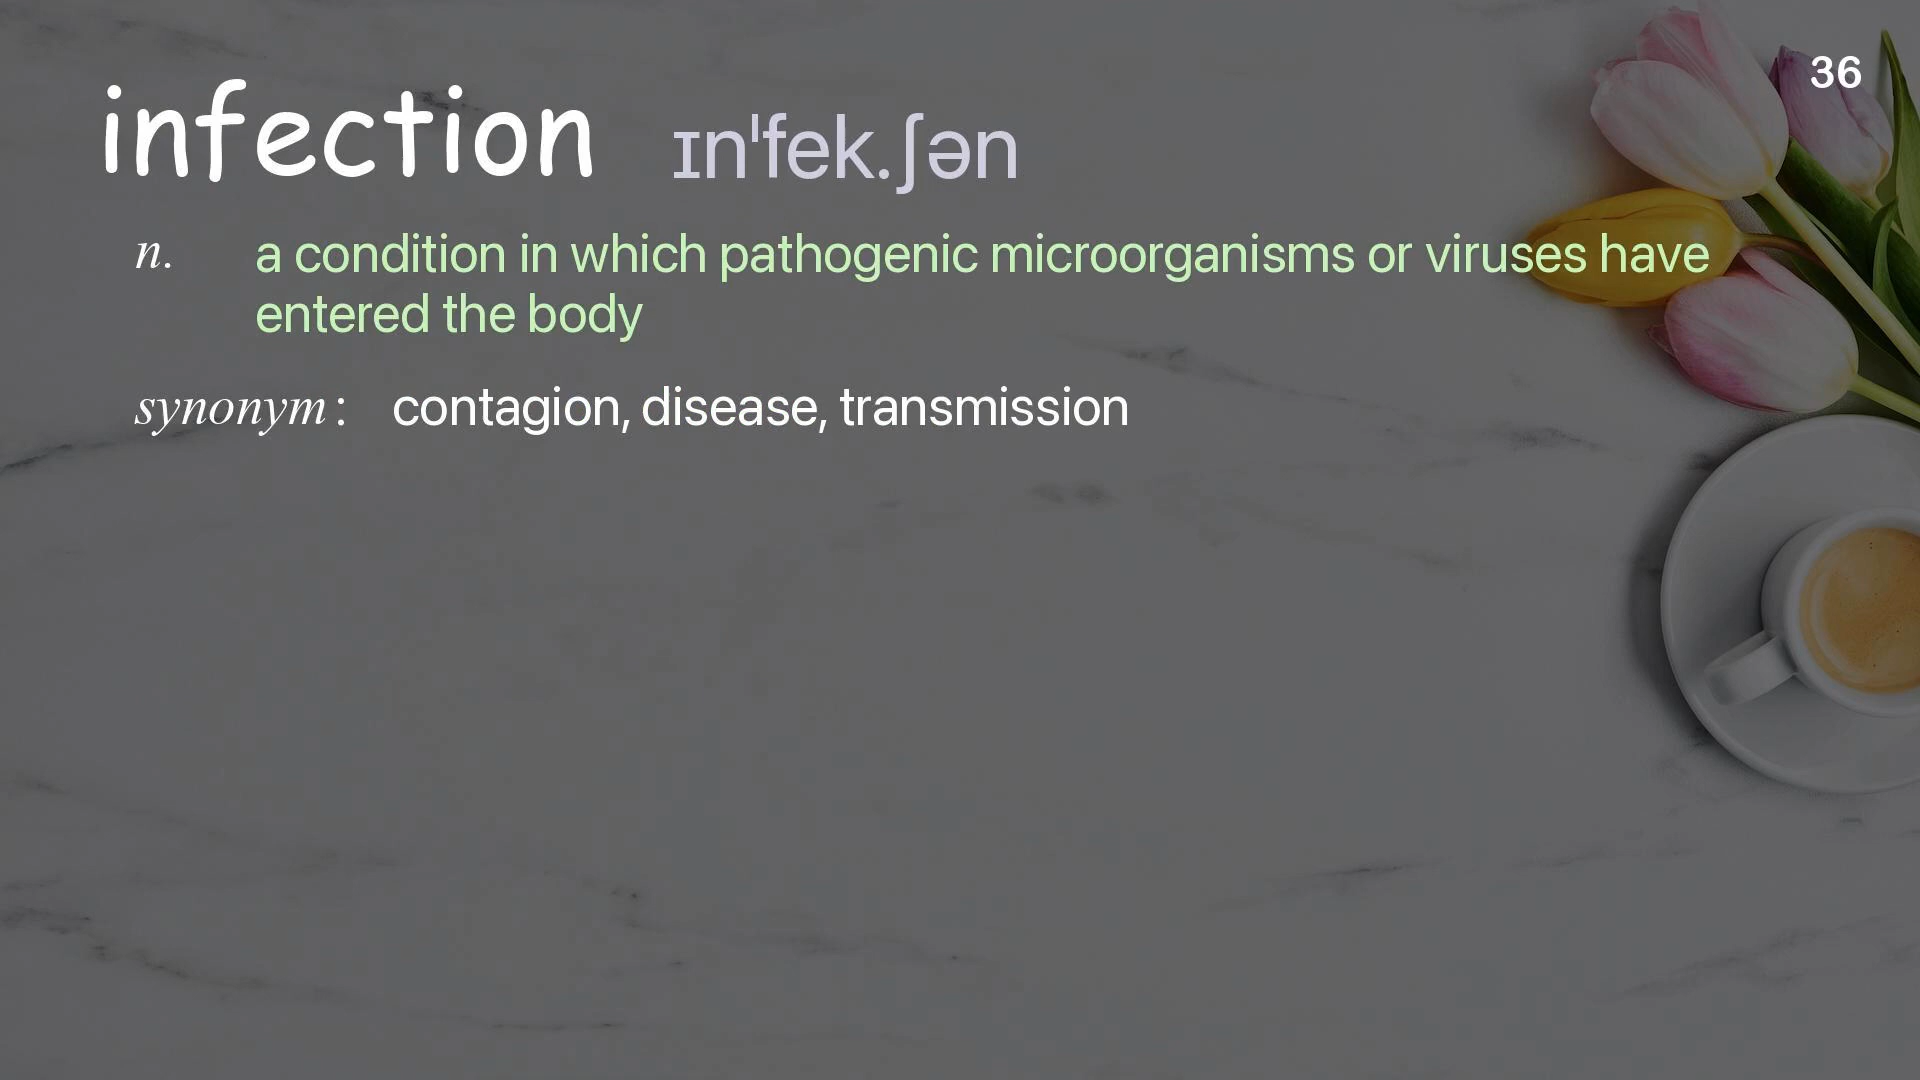 36
infection ɪnˈfek.ʃən
n. a condition in which pathogenic microorganisms or viruses have
entered the body
synonym: contagion, disease, transmission